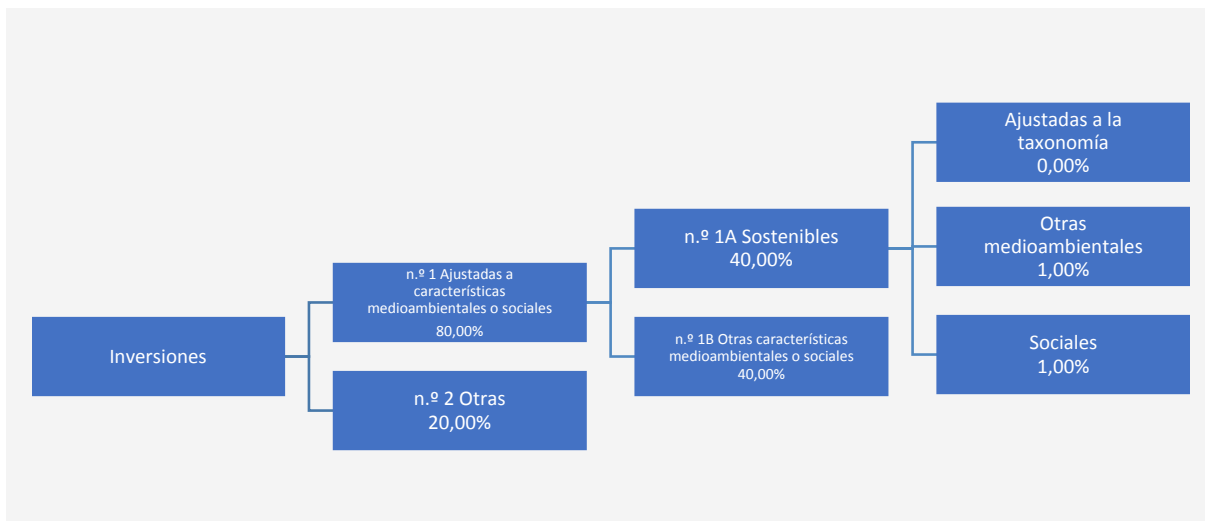 Inversiones
n.º 1 Ajustadas a
características
medioambientales o sociales
80,00%
n.º 2 Otras
20,00%
n.º 1A Sostenibles
40,00%
n.º 1B Otras características
medioambientales o sociales
40,00%
Ajustadas a la
taxonomía
0,00%
Otras
medioambientales
1,00%
Sociales
1,00%